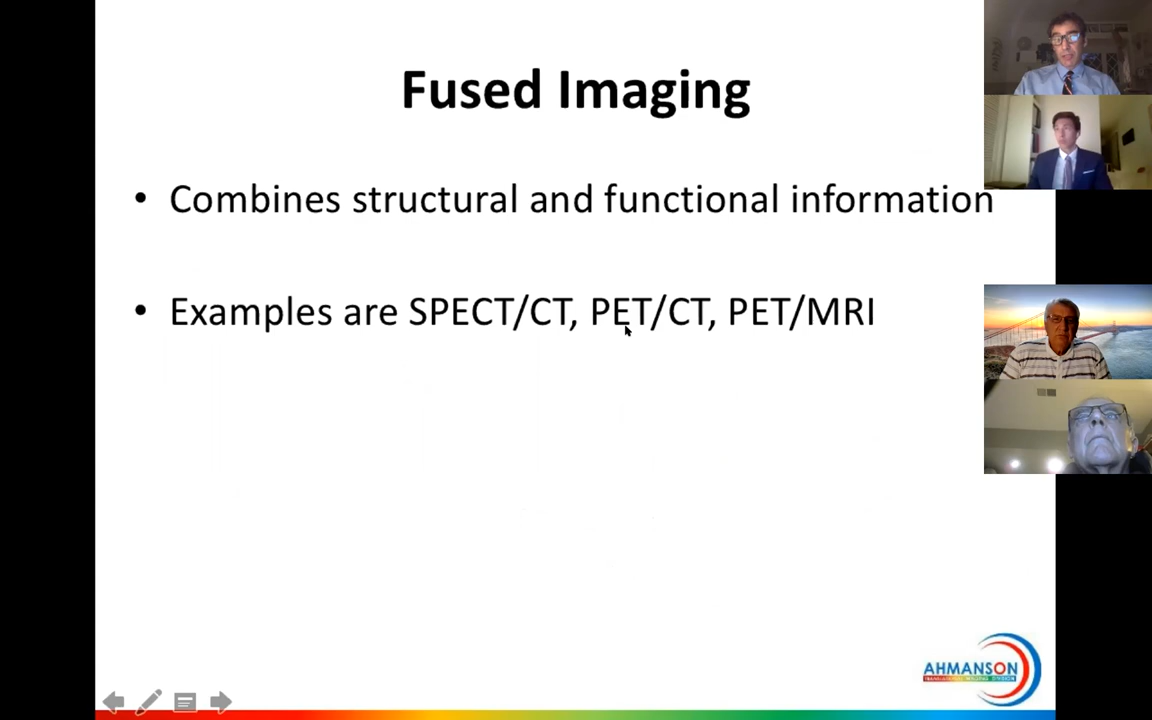 Fused Imaging
• Combines structural and functional information
• Examples are SPECT/CT, PET/CT, PET/MRI
AHMANSON
TRANSLATIONAL IMAGING DIVISION